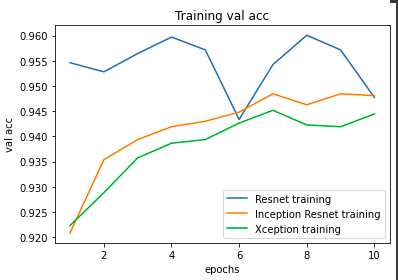 Training val acc
0.960
0.955
0.950
0.945
0.940
0.935
0.930
0.925
0.920
val acc
Resnet training
Inception Resnet training
Xception training
2
4
6
8
10
epochs